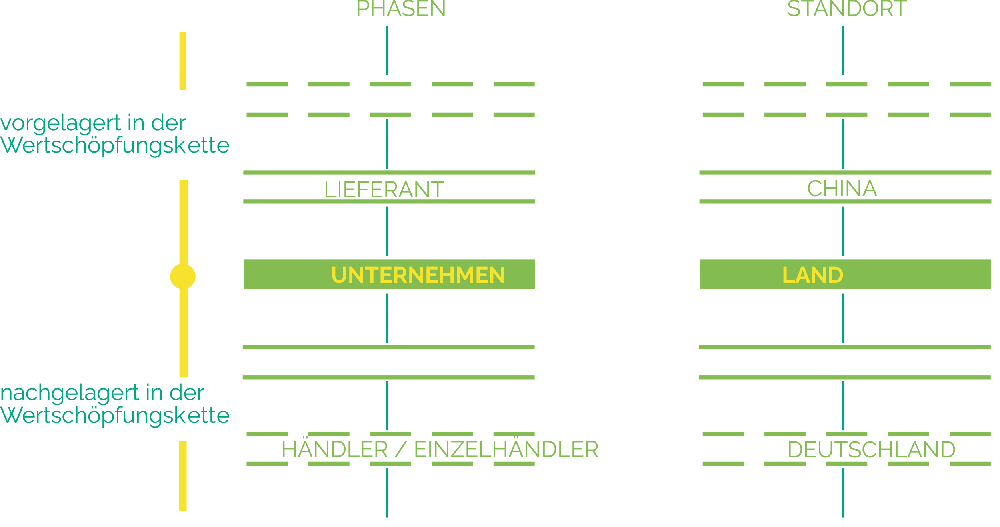 PHASEN
STANDORT
vorgelagert in der
Wertschöpfungskette
LIEFERANT
CHINA
UNTERNEHMEN
LAND
nachgelagert in der
Wertschöpfungskette
HÄNDLER / EINZELHÄNDLER
DEUTSCHLAND